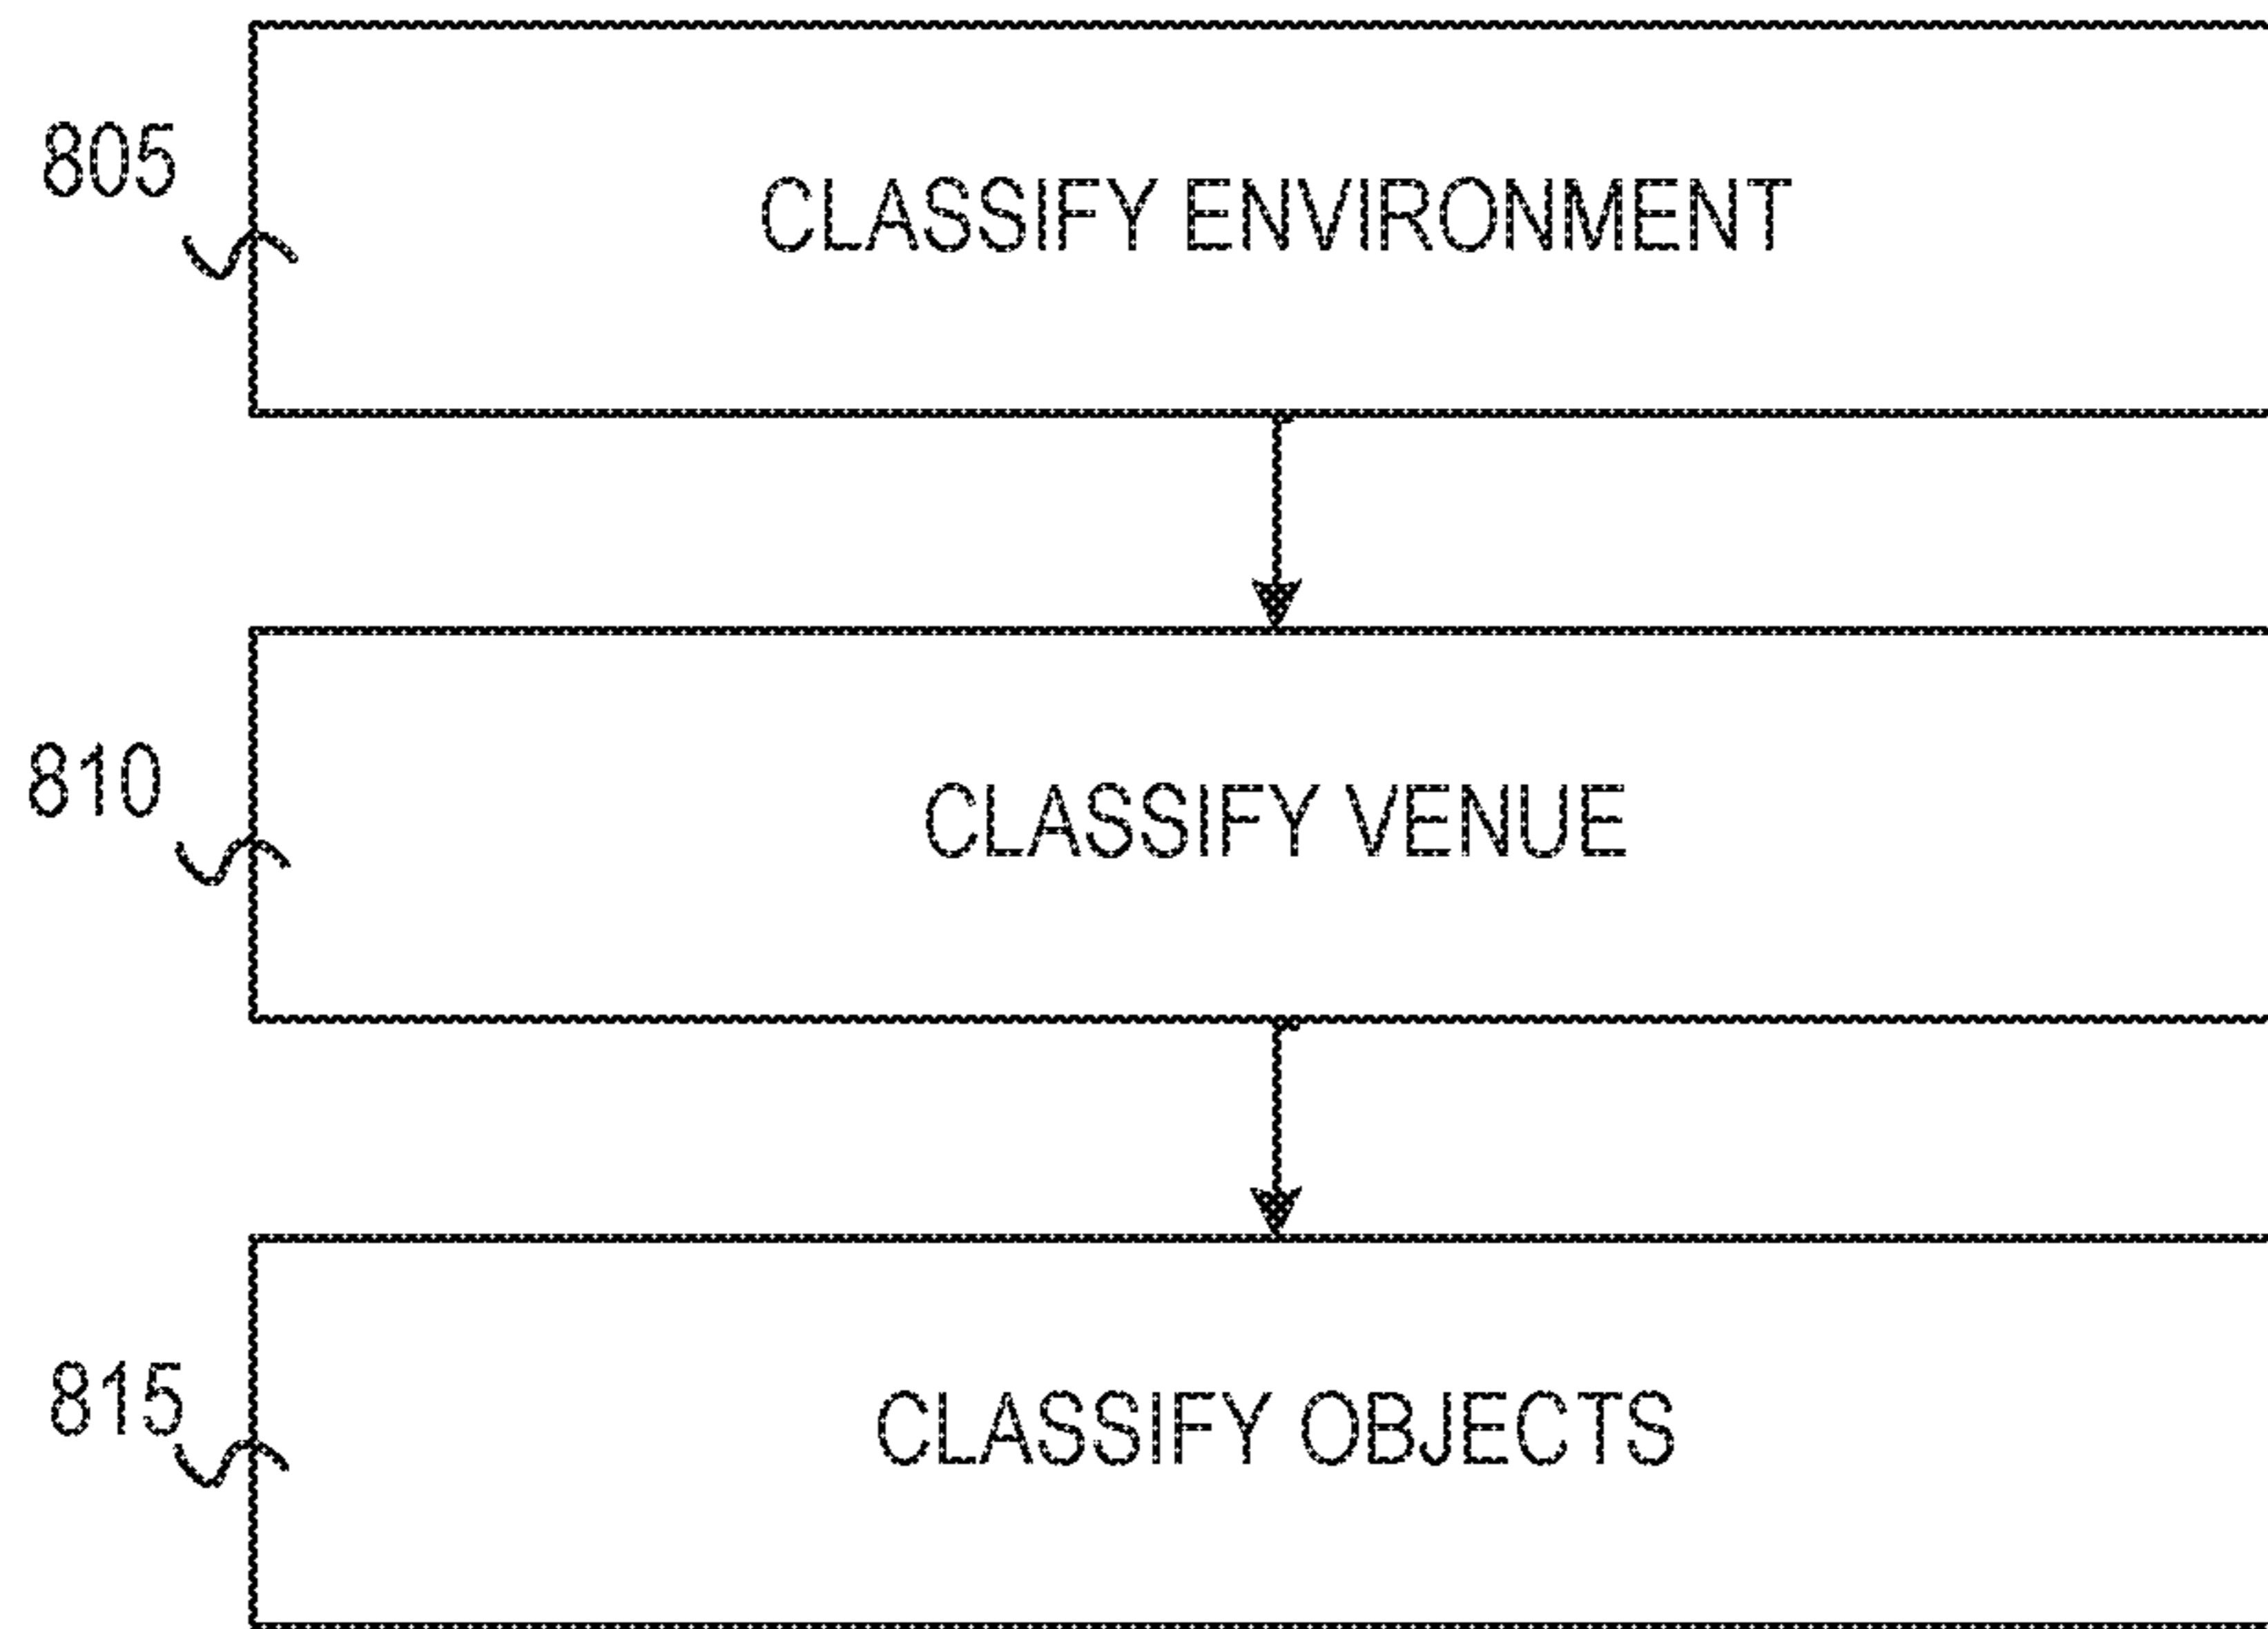 805
CLASSIFY ENVIRONMENT
810
CLASSIFY VENUE
815
CLASSIFY OBJECTS